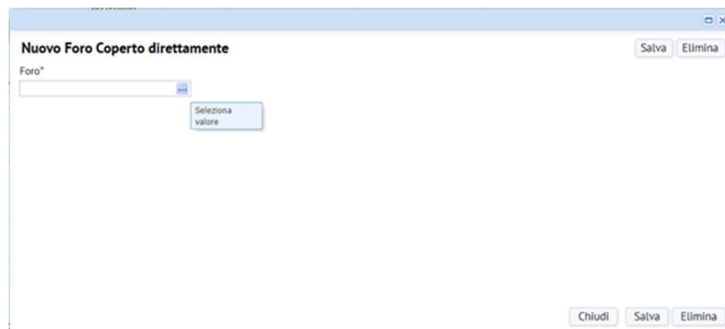 Nuovo Foro Coperto direttamente
Salva Elimina
Foro*
Seleziona
valore
Chiudi Salva Elimina